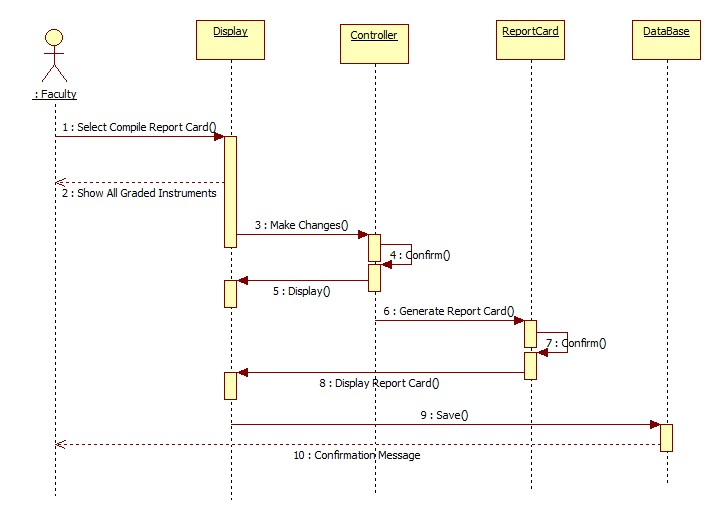 Display
Controller
ReportCard
DataBase
: Faculty
1 : Select Compile Report Card()
2 : Show All Graded Instruments
3 : Make Changes()
4 : Confirm()
5 : Display()
6 : Generate Report Card()
7 : Confirm()
8 : Display Report Card()
9 : Save()
10 : Confirmation Message